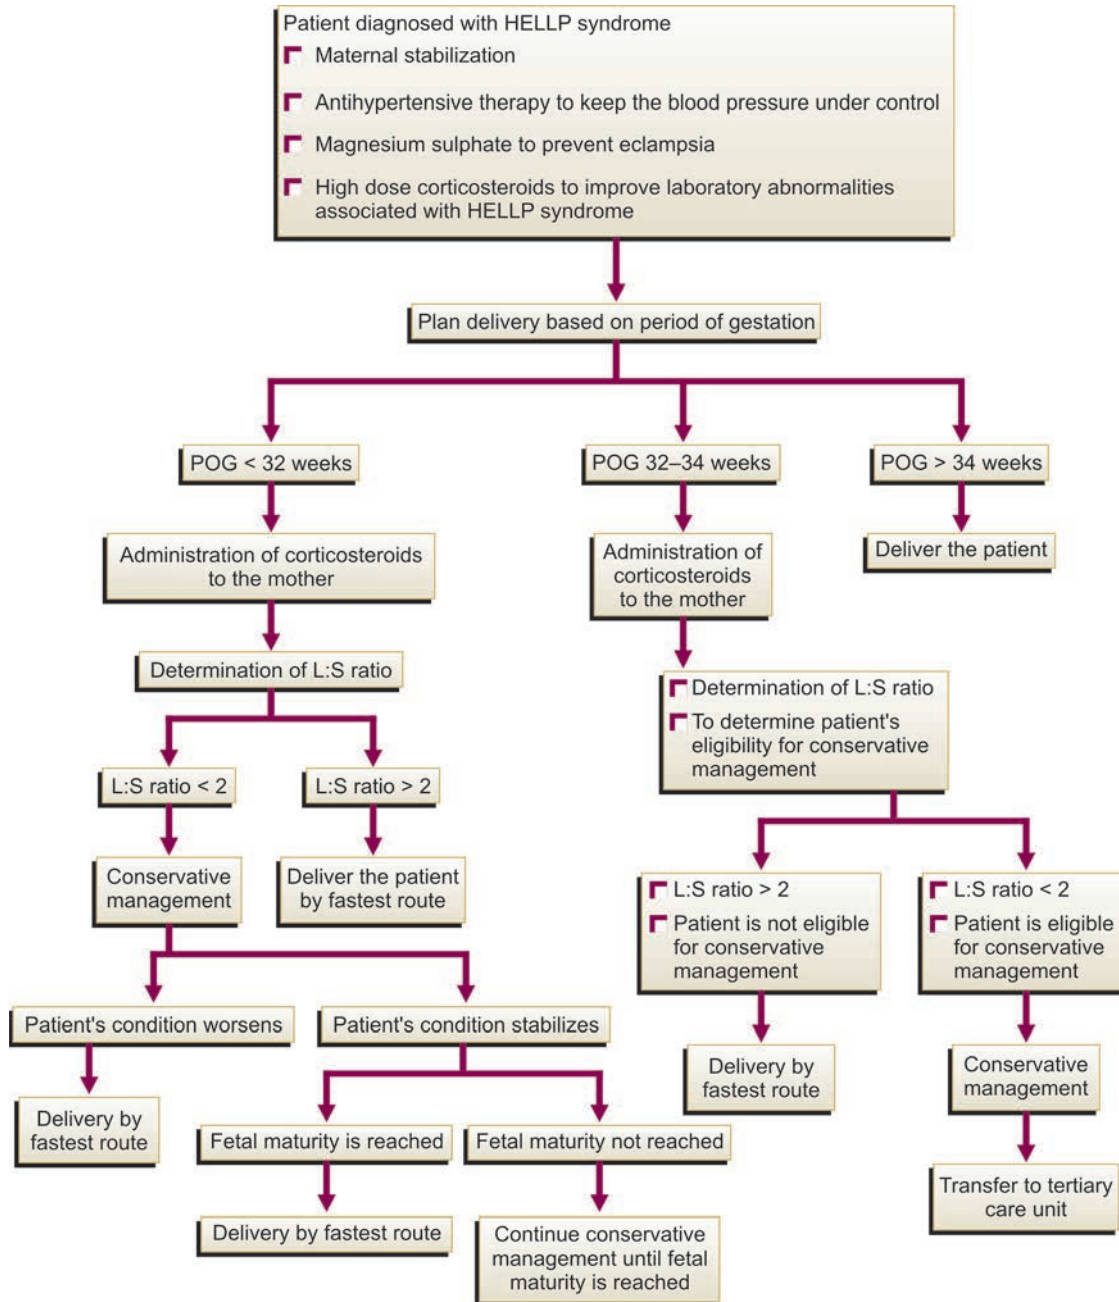 Patient diagnosed with HELLP syndrome
Maternal stabilization
Antihypertensive therapy to keep the blood pressure under control
Magnesium sulphate to prevent eclampsia
High dose corticosteroids to improve laboratory abnormalities
associated with HELLP syndrome
Plan delivery based on period of gestation
POG < 32 weeks
POG 32–34 weeks
POG > 34 weeks
Administration of corticosteroids
to the mother
Administration of
corticosteroids
to the mother
Deliver the patient
Determination of L:S ratio
Determination of L:S ratio
To determine patient's
eligibility for conservative
management
L:S ratio < 2
L:S ratio > 2
Conservative
management
Deliver the patient
by fastest route
L:S ratio > 2
Patient is not eligible
for conservative
management
L:S ratio < 2
Patient is eligible
for conservative
management
Patient's condition worsens
Patient's condition stabilizes
Delivery by
fastest route
Conservative
management
Delivery by
fastest route
Fetal maturity is reached
Fetal maturity not reached
Transfer to tertiary
care unit
Delivery by fastest route
Continue conservative
management until fetal
maturity is reached